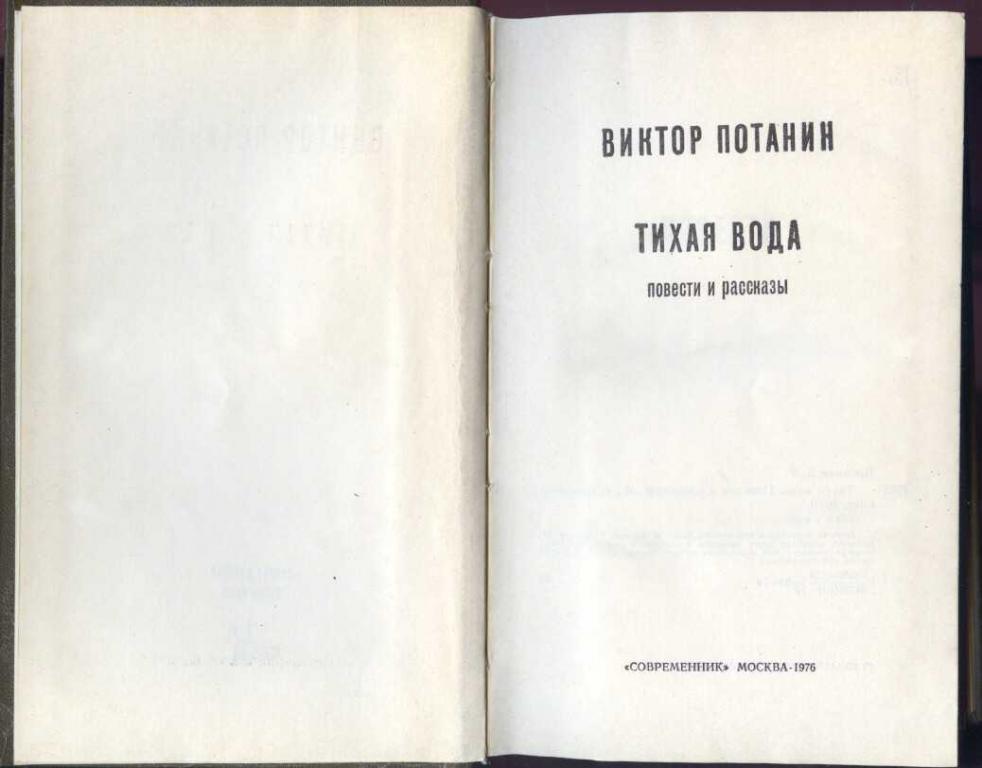 ВИКТОР ПОТАНИН
ТИХАЯ ВОДА
повести и рассказы
«СОВРЕМЕННИК» МОСКВА-1976